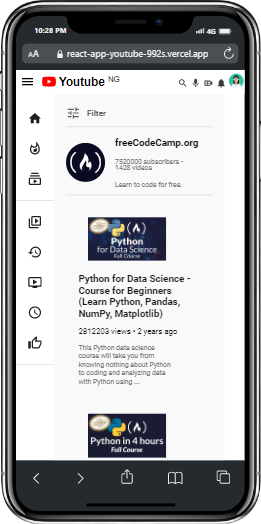 10:28 PM
4G
AA react-app-youtube-992s.vercel.app
Youtube NG
Filter
freeCodeCamp.org
7520000 subscribers -
1428 videos
Learn to code for free.
Python
for Data Science
Full Course
Python for Data Science -
Course for Beginners
(Learn Python, Pandas,
NumPy, Matplotlib)
2812203 views • 2 years ago
This Python data science
course will take you from
knowing nothing about Python
to coding and analyzing data
with Python using ...
Python in 4 hours
Full Course